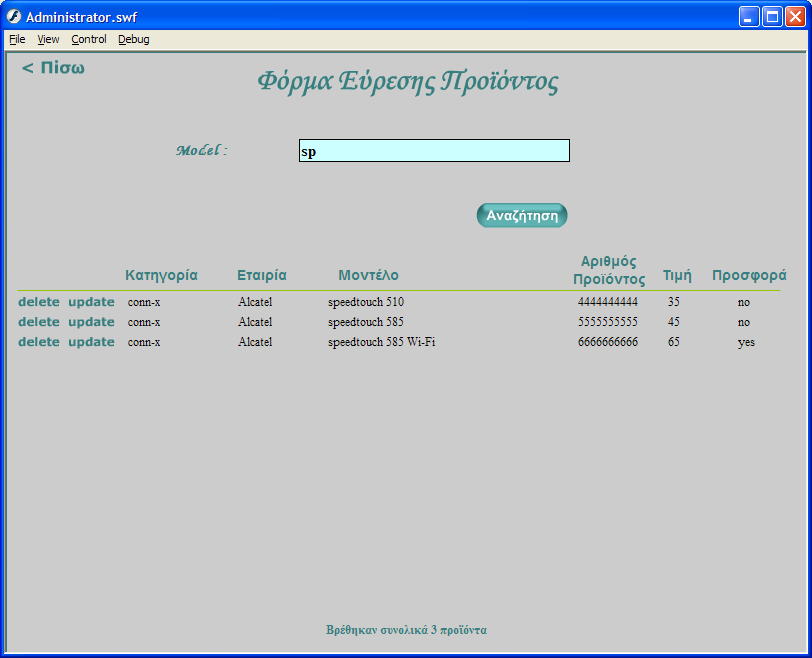 Administrator.swf
File View Control Debug
< Πίσω
Φόρμα Εύρεσης Προϊόντος
Model :
sp
Αναζήτηση
Κατηγορία Εταιρία Μοντέλο Αριθμός Προϊόντος Τιμή Προσφορά
delete update conn-x Alcatel speedtouch 510 4444444444 35 no
delete update conn-x Alcatel speedtouch 585 5555555555 45 no
delete update conn-x Alcatel speedtouch 585 Wi-Fi 6666666666 65 yes
Βρέθηκαν συνολικά 3 προϊόντα